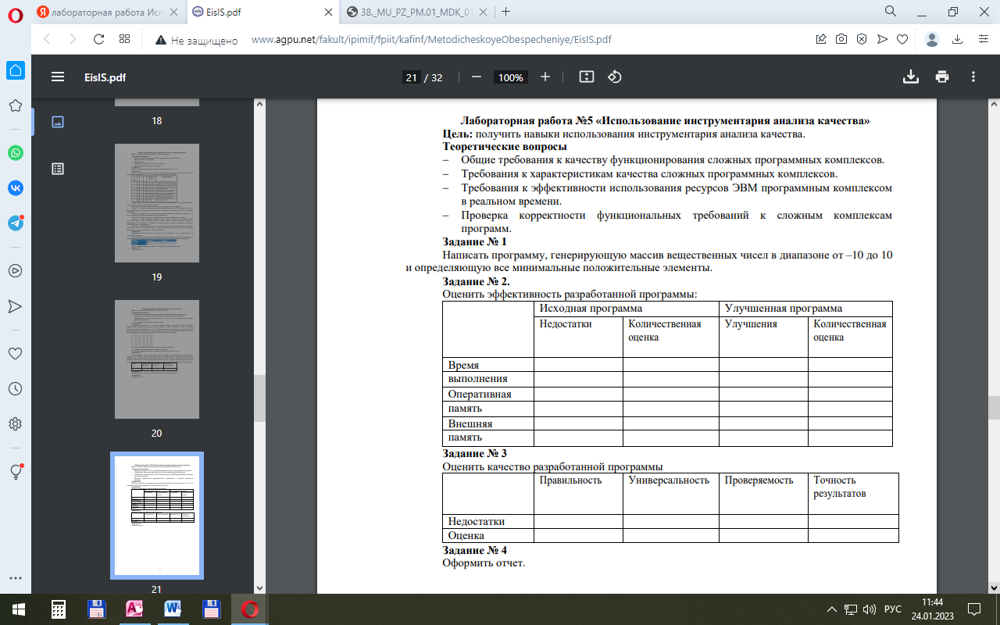 лабораторная работа Исп
EisIS.pdf
38._MU_PZ_PM.01_MDK_01
Не защищено
www.agpu.net/fakult/ipimif/fpiit/kafinf/MetodicheskoyeObespecheniye/EisIS.pdf
EisIS.pdf
21 / 32
100%
18
19
20
21
Лабораторная работа №5 «Использование инструментария анализа качества»
Цель: получить навыки использования инструментария анализа качества.
Теоретические вопросы
– Общие требования к качеству функционирования сложных программных комплексов.
– Требования к характеристикам качества сложных программных комплексов.
– Требования к эффективности использования ресурсов ЭВМ программным комплексом
в реальном времени.
– Проверка корректности функциональных требований к сложным комплексам
программ.
Задание № 1
Написать программу, генерирующую массив вещественных чисел в диапазоне от –10 до 10
и определяющую все минимальные положительные элементы.
Задание № 2.
Оценить эффективность разработанной программы:
Исходная программа Улучшенная программа
Недостатки Количественная Улучшения Количественная
оценка оценка
Время
выполнения
Оперативная
память
Внешняя
память
Задание № 3
Оценить качество разработанной программы
Правильность Универсальность Проверяемость Точность
результатов
Недостатки
Оценка
Задание № 4
Оформить отчет.
РУС
11:44
24.01.2023